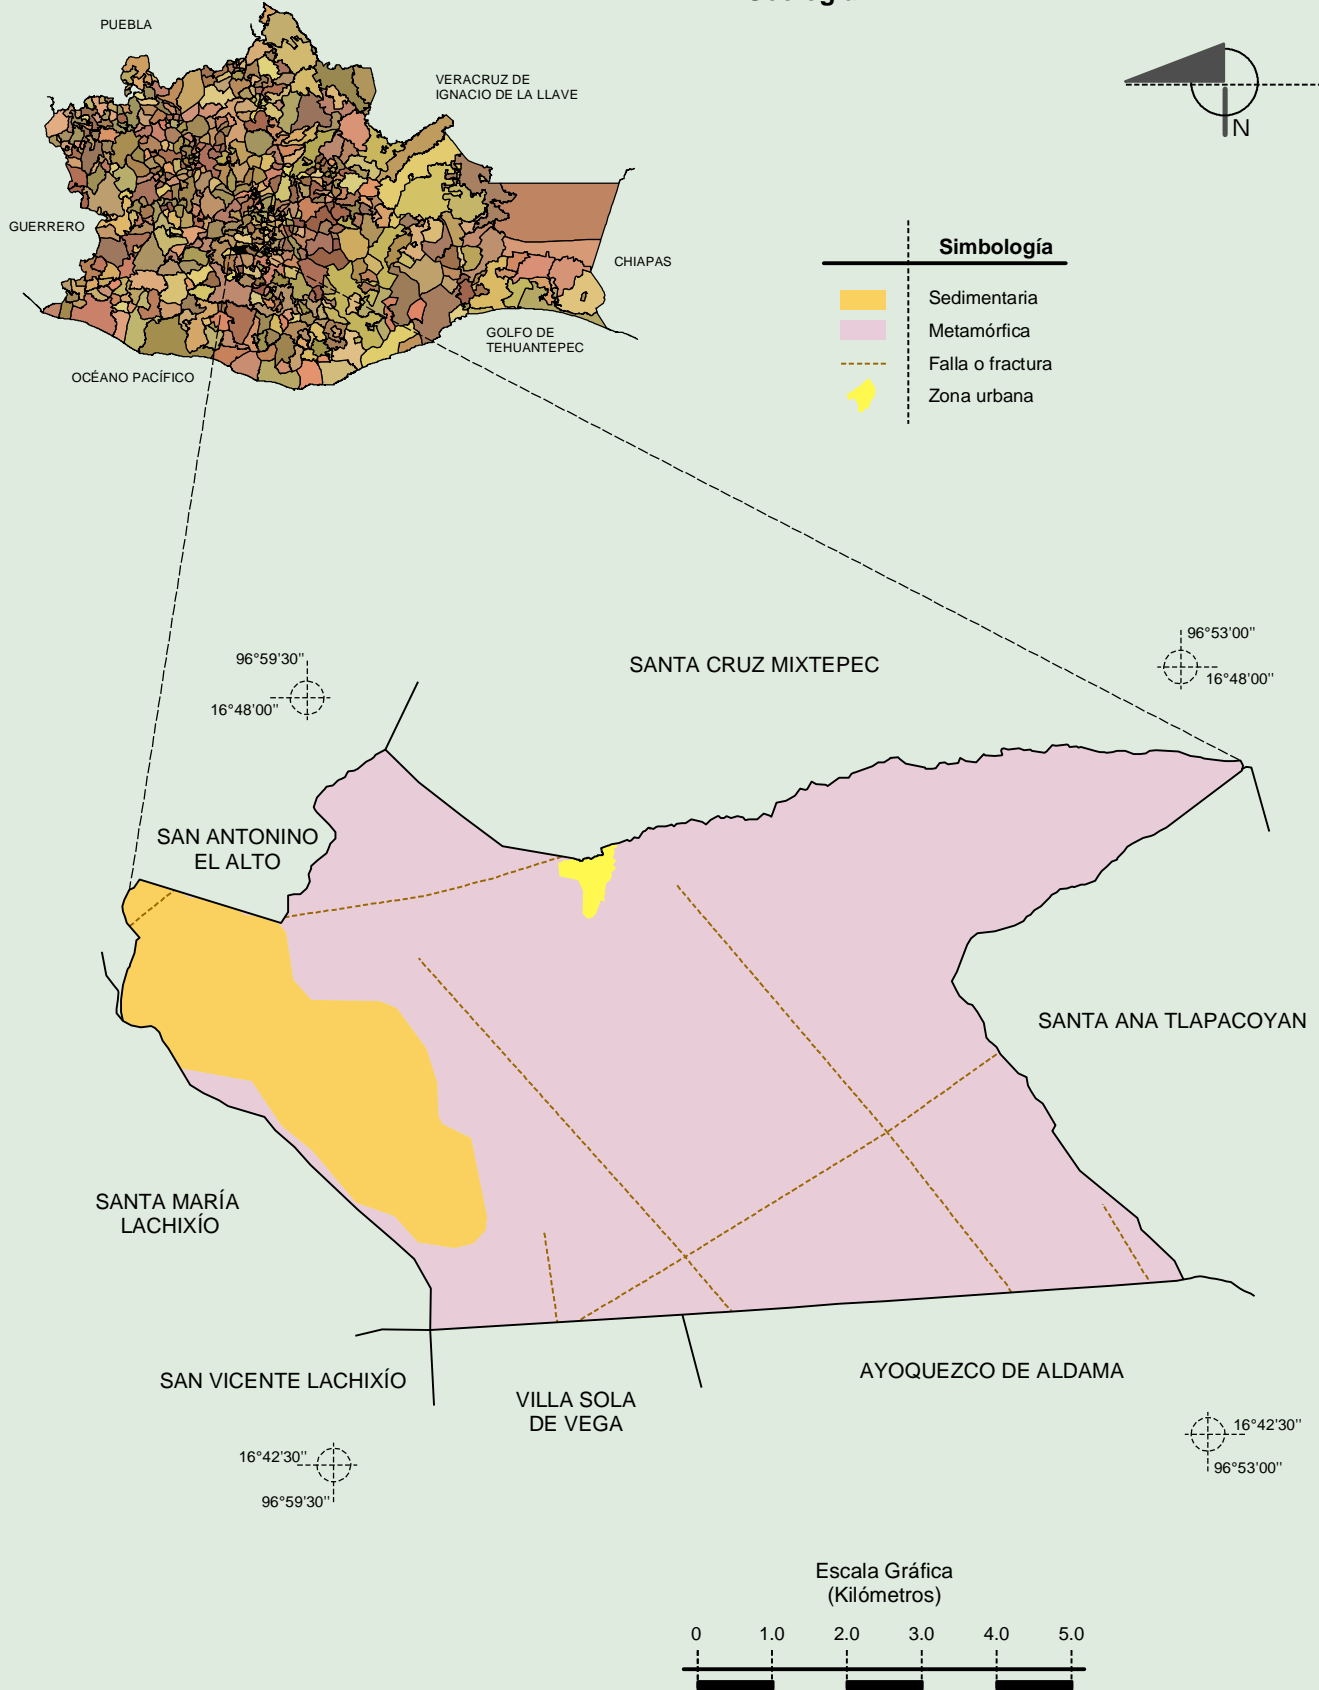 PUEBLA
VERACRUZ DE
IGNACIO DE LA LLAVE
N
GUERRERO
Simbología
CHIAPAS
Sedimentaria
Metamórfica
GOLFO DE
TEHUANTEPEC
Falla o fractura
OCÉANO PACÍFICO
Zona urbana
96°53'00''
96°59'30''
SANTA CRUZ MIXTEPEC
16°48'00''
16°48'00''
SAN ANTONINO
EL ALTO
SANTA ANA TLAPACOYAN
SANTA MARÍA
LACHIXÍO
SAN VICENTE LACHIXÍO
AYOQUEZCO DE ALDAMA
VILLA SOLA
DE VEGA
16°42'30''
16°42'30''
96°53'00''
96°59'30''
Escala Gráfica
(Kilómetros)
0 1.0 2.0 3.0 4.0 5.0